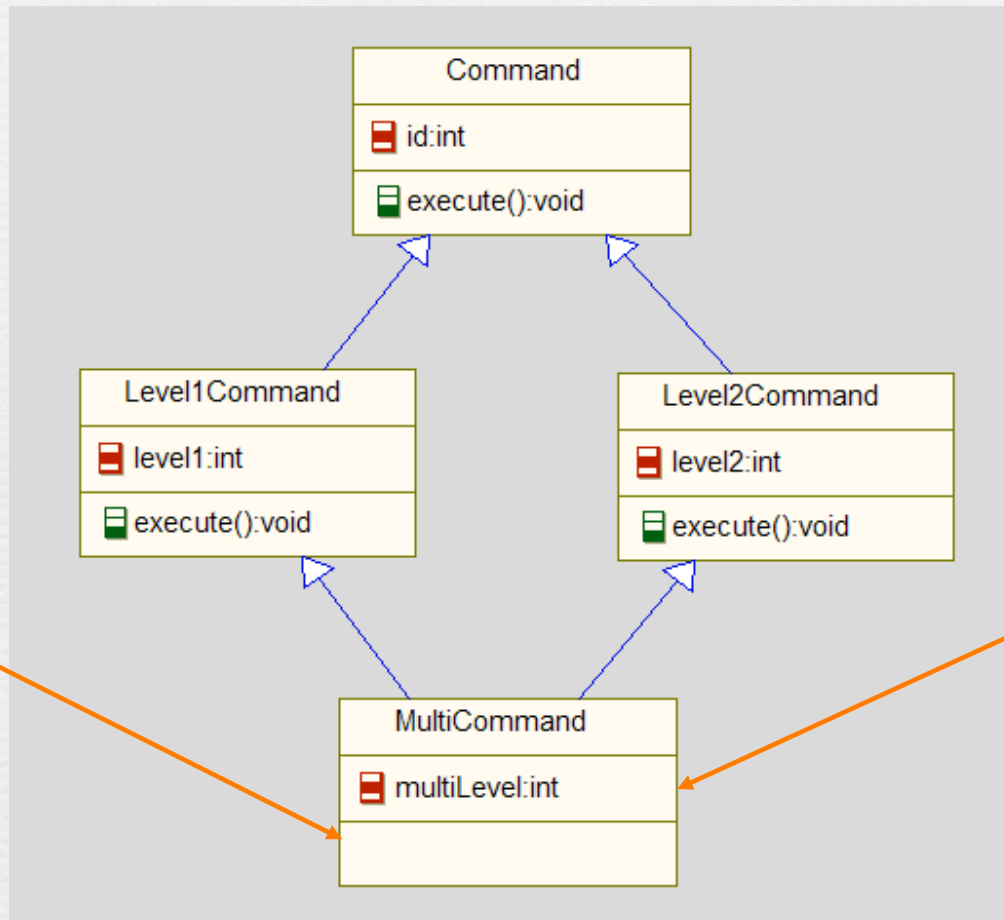 Command
id:int
execute():void
Level1Command
level1:int
execute():void
Level2Command
level2:int
execute():void
MultiCommand
multiLevel:int